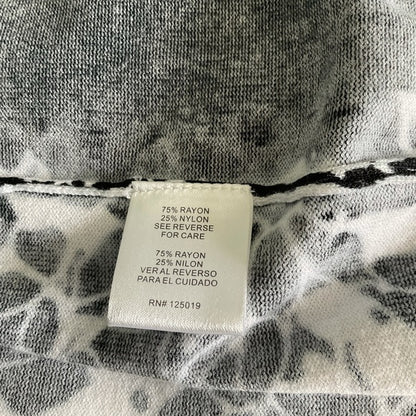 75% RAYON
25% NYLON
SEE REVERSE
FOR CARE
75% RAYON
25% NILON
VER AL REVERSO
PARA EL CUIDADO
RN# 125019